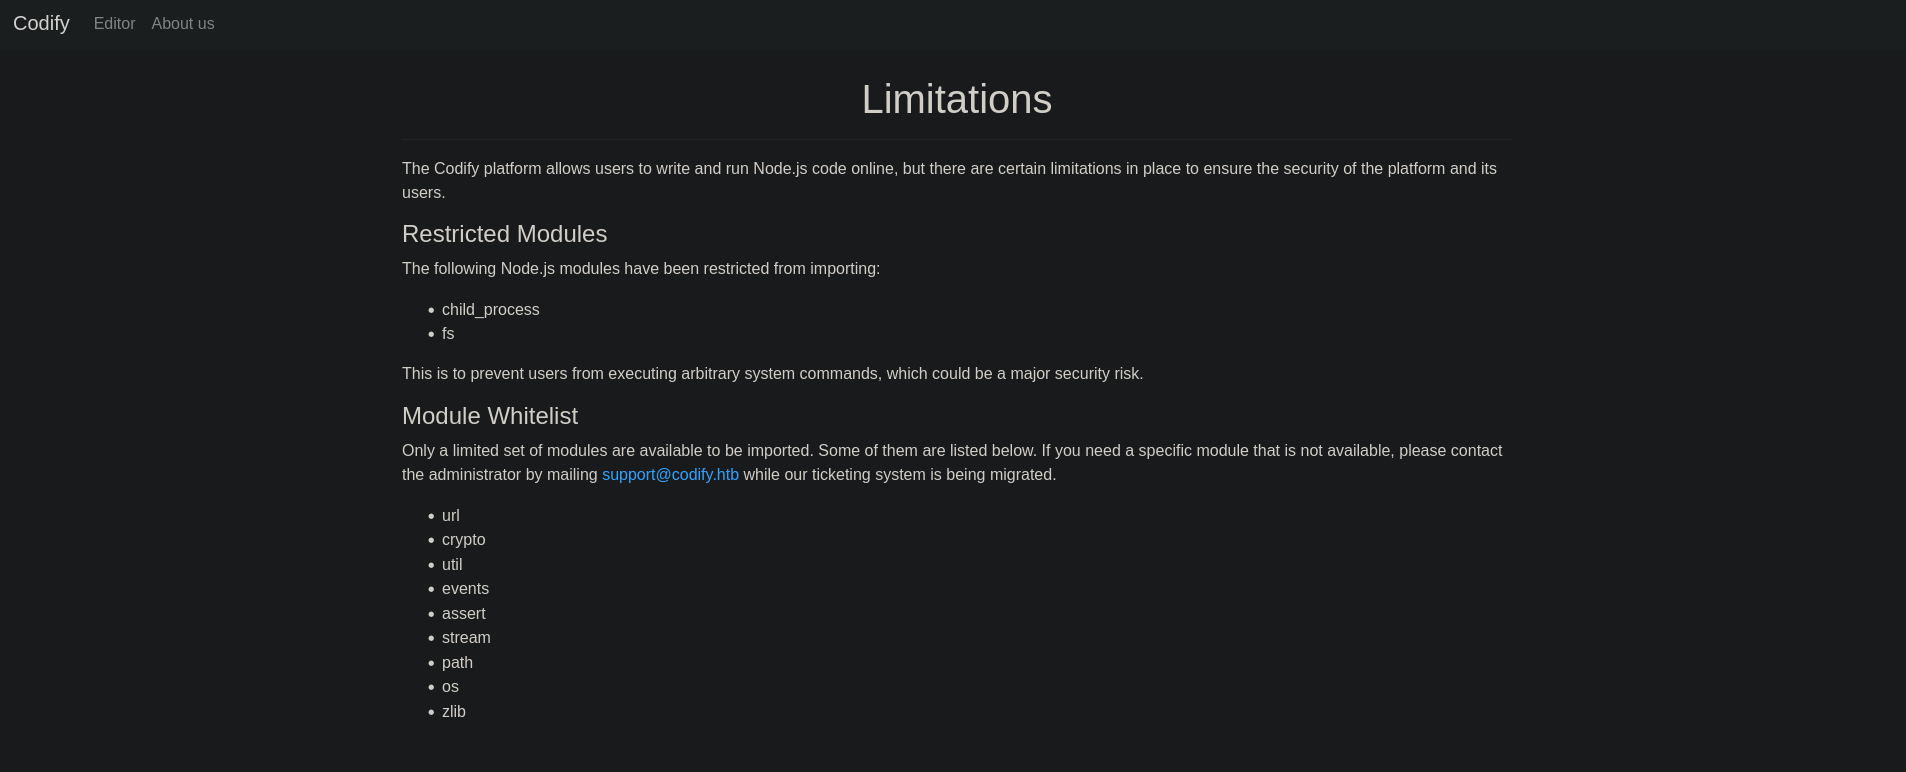 Codify Editor About us
Limitations
The Codify platform allows users to write and run Node.js code online, but there are certain limitations in place to ensure the security of the platform and its
users.
Restricted Modules
The following Node.js modules have been restricted from importing:
• child_process
• fs
This is to prevent users from executing arbitrary system commands, which could be a major security risk.
Module Whitelist
Only a limited set of modules are available to be imported. Some of them are listed below. If you need a specific module that is not available, please contact
the administrator by mailing support@codify.htb while our ticketing system is being migrated.
• url
• crypto
• util
• events
• assert
• stream
• path
• os
• zlib